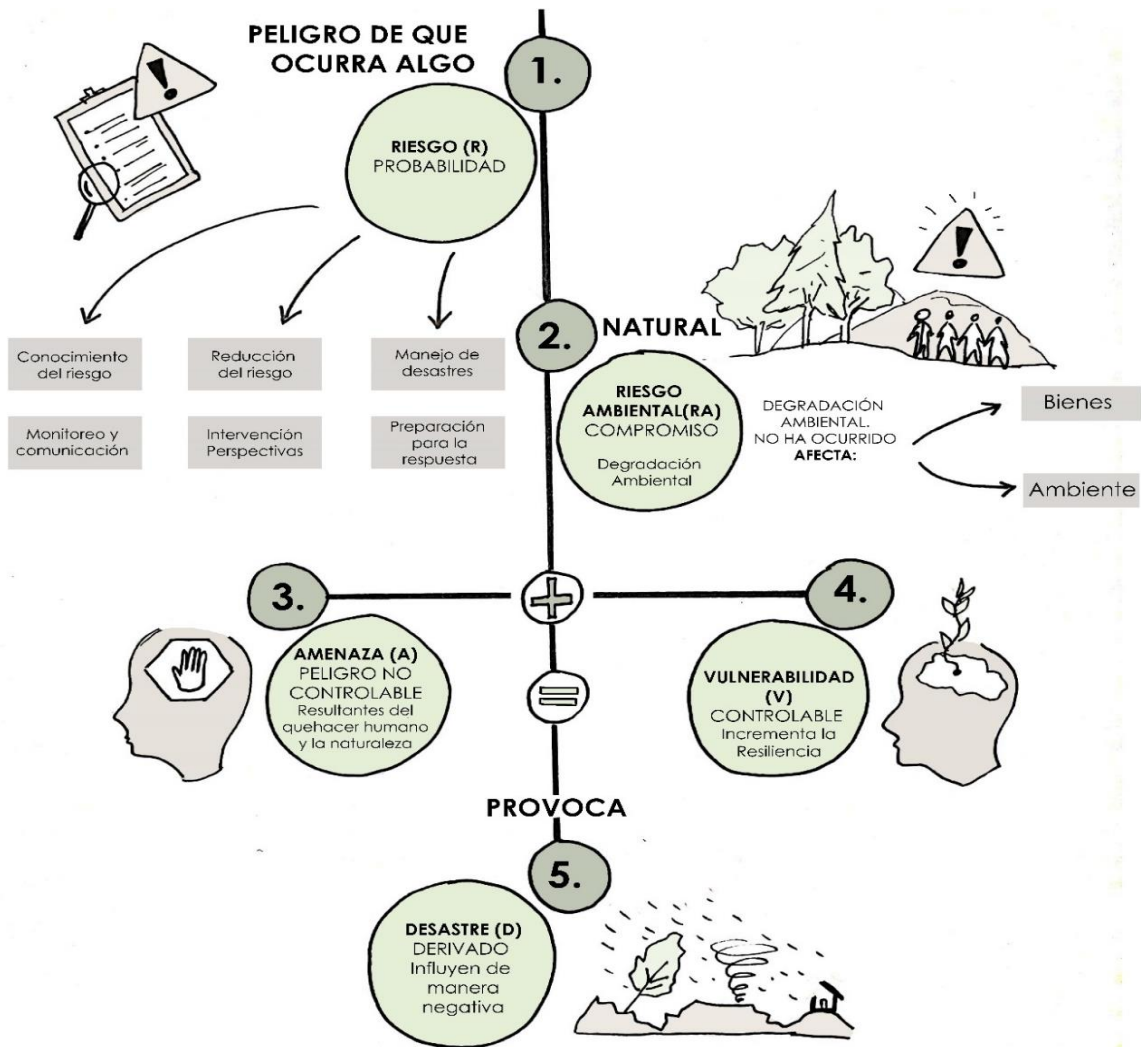 PELIGRO DE QUE
OCURRA ALGO
1.
RIESGO (R)
PROBABILIDAD
Conocimiento
del riesgo
Reducción
del riesgo
Manejo de
desastres
Monitoreo y
comunicación
Intervención
Perspectivas
Preparación
para la
respuesta
2.
NATURAL
RIESGO
AMBIENTAL(RA)
COMPROMISO
Degradación
Ambiental
DEGRADACIÓN
AMBIENTAL.
NO HA OCURRIDO
AFECTA:
Bienes
Ambiente
3.
AMENAZA (A)
PELIGRO NO
CONTROLABLE
Resultantes del
quehacer humano
y la naturaleza
+
=
4.
VULNERABILIDAD
(V)
CONTROLABLE
Incrementa la
Resiliencia
PROVOCA
5.
DESASTRE (D)
DERIVADO
Influyen de
manera
negativa